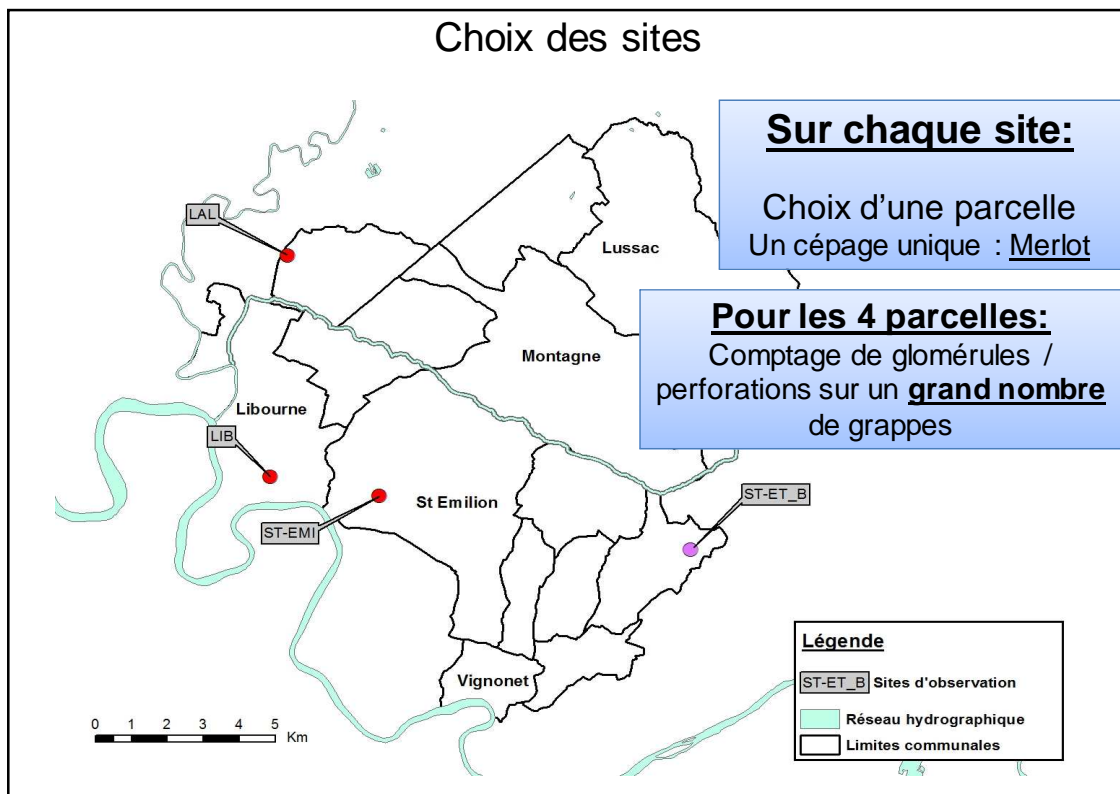 Choix des sites
Sur chaque site:
Choix d'une parcelle
Un cépage unique : Merlot
Pour les 4 parcelles:
Comptage de glomérules /
perforations sur un grand nombre
de grappes
LAL
Lussac
Montagne
Libourne
LIB
St Emilion
ST-EMI
ST-ET_B
Vignonet
0 1 2 3 4 5
Km
Légende
ST-ET_B Sites d'observation
Réseau hydrographique
Limites communales